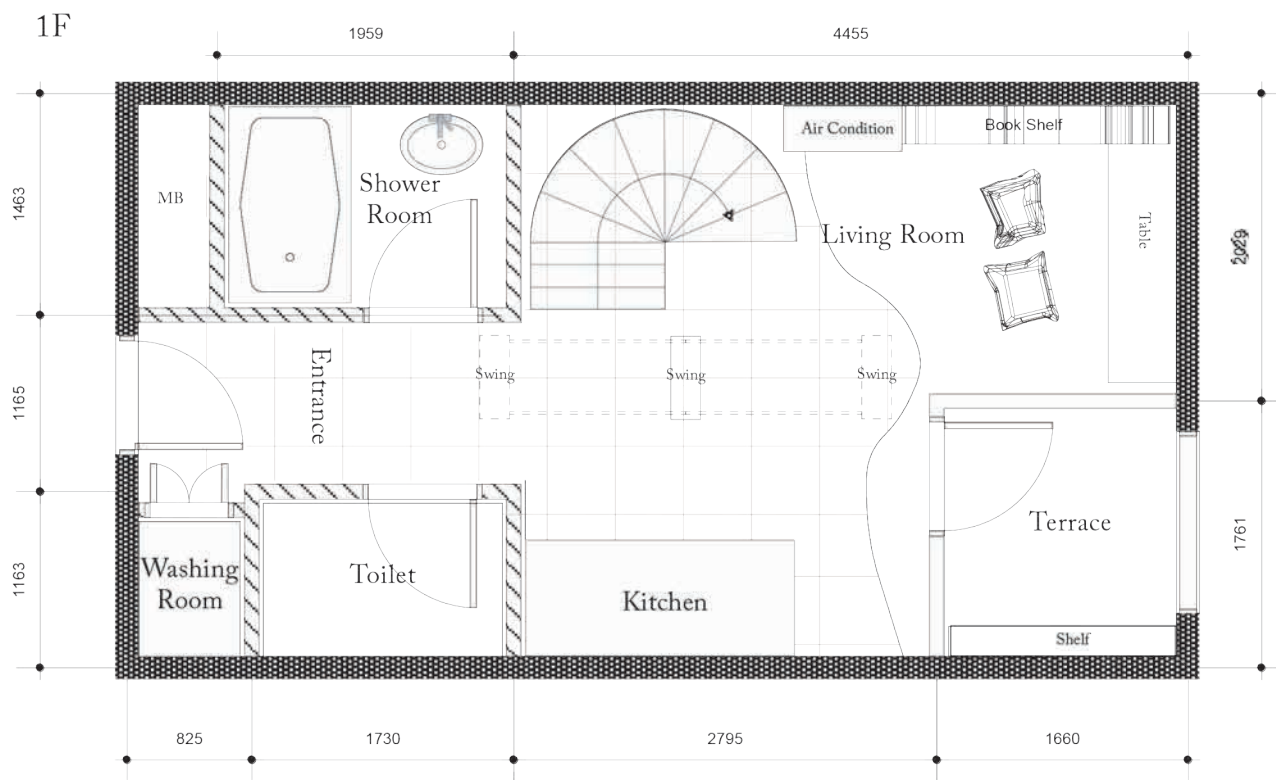 1F
1959
4455
Air Condition
Book Shelf
MB
Shower
Room
1463
Living Room
Table
2029
Entrance
Swing
Swing
Swing
1165
Terrace
1761
Washing
Room
Toilet
Kitchen
Shelf
1163
825
1730
2795
1660